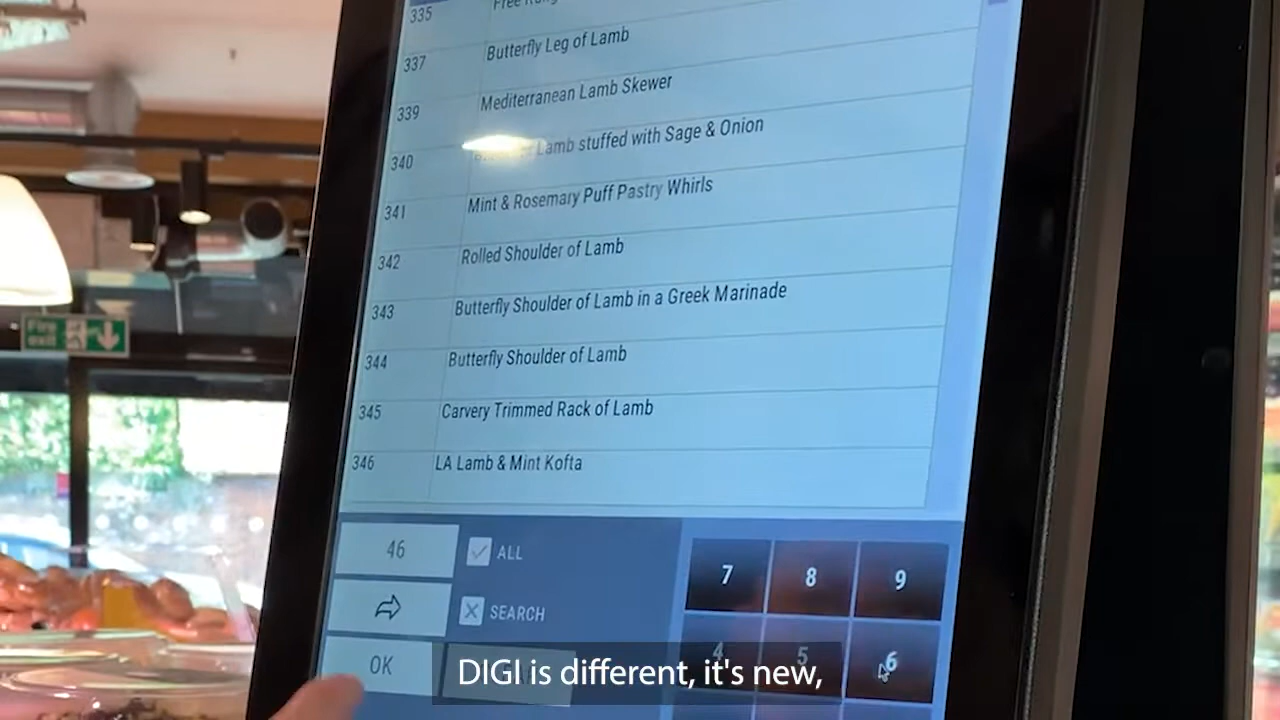 335 Free
337 Butterfly Leg of Lamb
339 Mediterranean Lamb Skewer
340 Lamb stuffed with Sage & Onion
341 Mint & Rosemary Puff Pastry Whirls
342 Rolled Shoulder of Lamb
343 Butterfly Shoulder of Lamb in a Greek Marinade
344 Butterfly Shoulder of Lamb
345 Carvery Trimmed Rack of Lamb
346 LA Lamb & Mint Kofta
Fire exit
46 ALL
SEARCH
OK
7 8 9
4 5 6
DIGI is different, it's new,